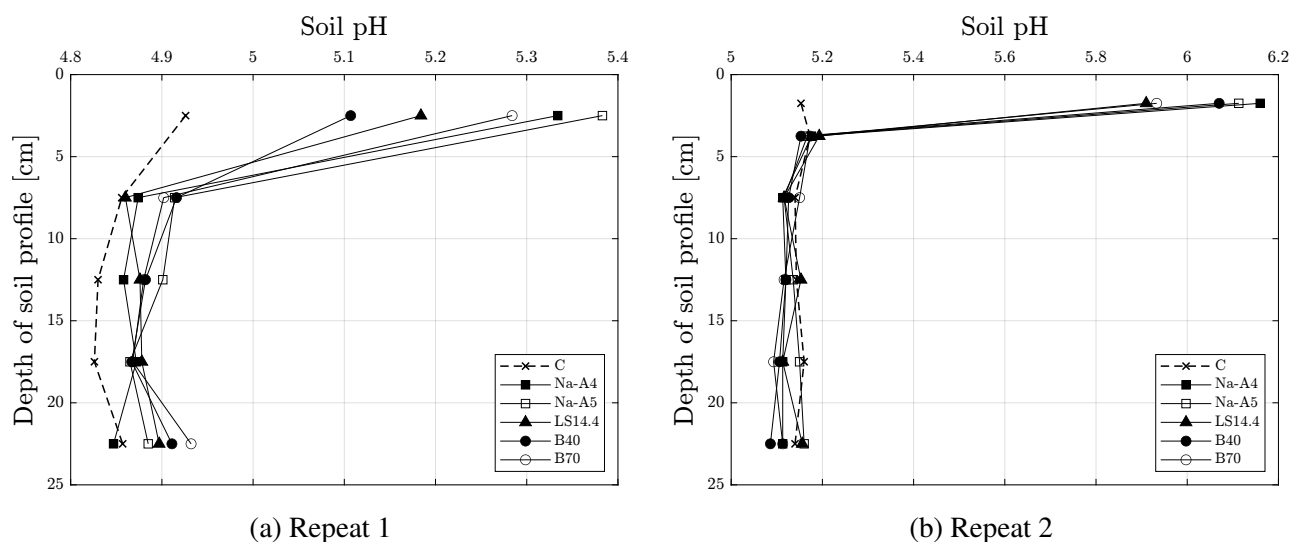 Soil pH
4.8 4.9 5 5.1 5.2 5.3 5.4
0
5
10
15
20
25
Depth of soil profile [cm]
C
Na-A4
Na-A5
LS14.4
B40
B70
(a) Repeat 1
Soil pH
5 5.2 5.4 5.6 5.8 6 6.2
0
5
10
15
20
25
Depth of soil profile [cm]
C
Na-A4
Na-A5
LS14.4
B40
B70
(b) Repeat 2